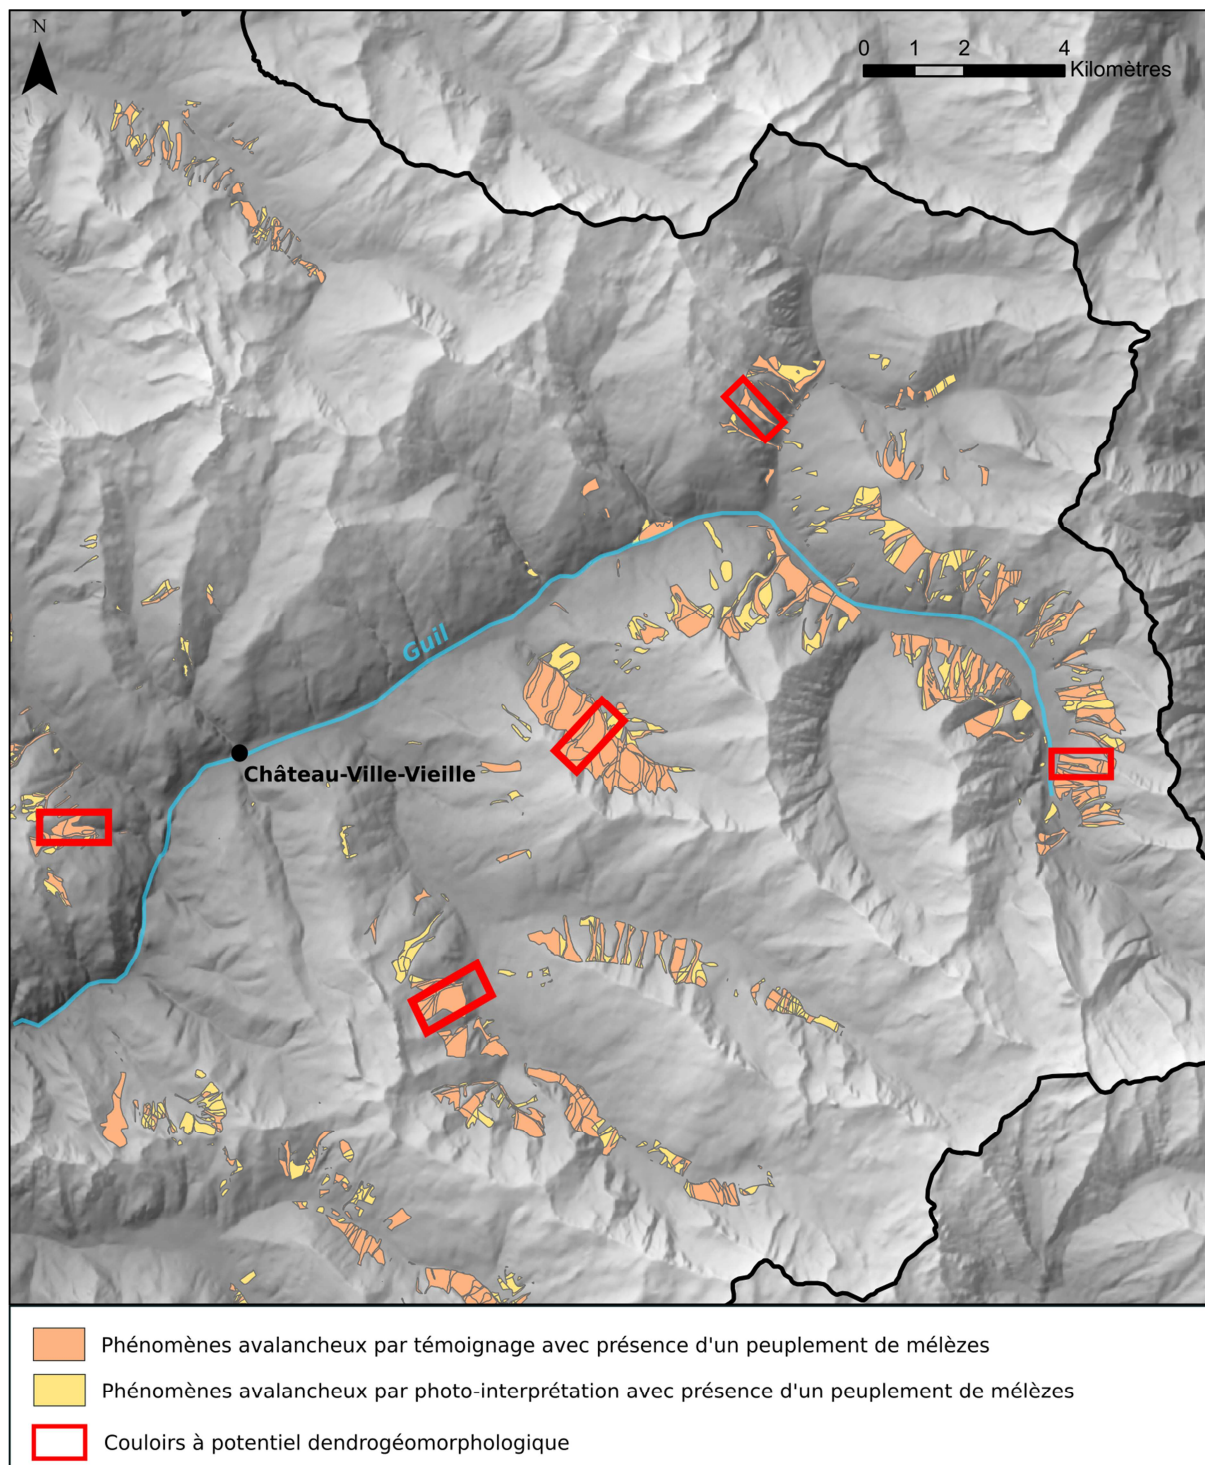 N
0 1 2 4
Kilomètres
Guil
Château-Ville-Vieille
Phénomènes avalancheux par témoignage avec présence d'un peuplement de mélèzes
Phénomènes avalancheux par photo-interprétation avec présence d'un peuplement de mélèzes
Couloirs à potentiel dendrogéomorphologique